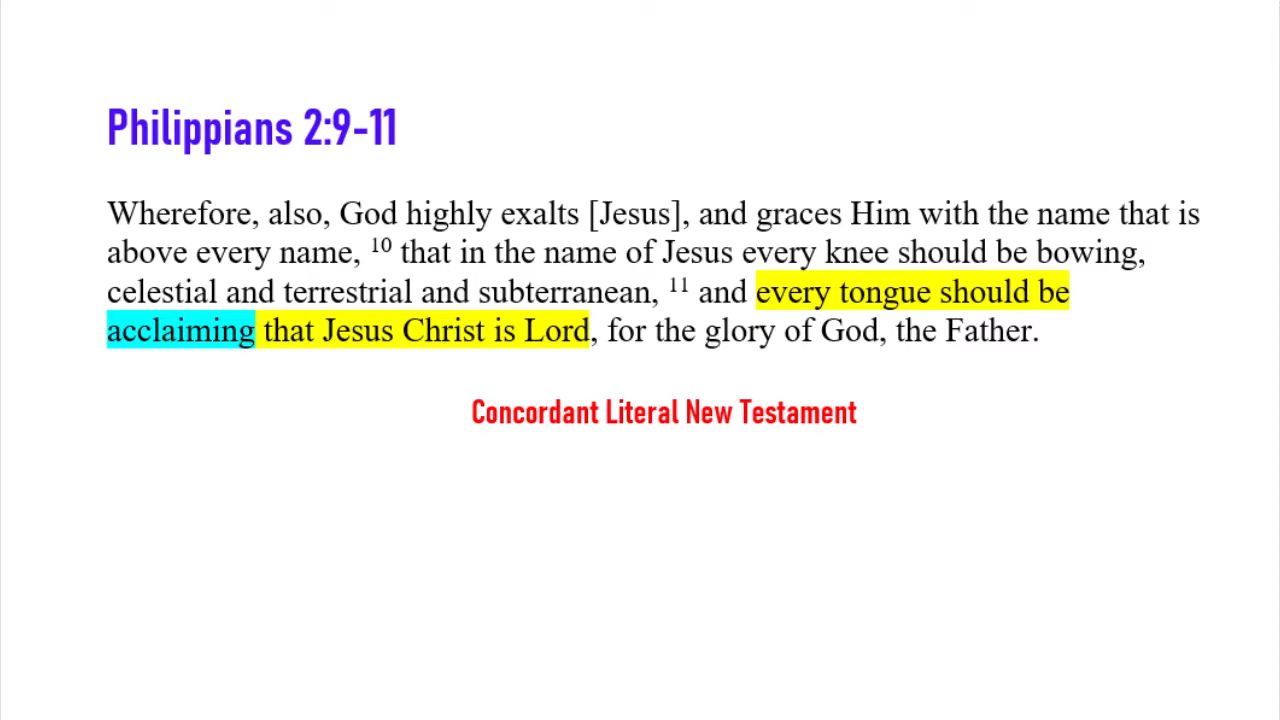 Philippians 2:9-11
Wherefore, also, God highly exalts [Jesus], and graces Him with the name that is
above every name, 10 that in the name of Jesus every knee should be bowing,
celestial and terrestrial and subterranean, 11 and every tongue should be
acclaiming that Jesus Christ is Lord, for the glory of God, the Father.
Concordant Literal New Testament